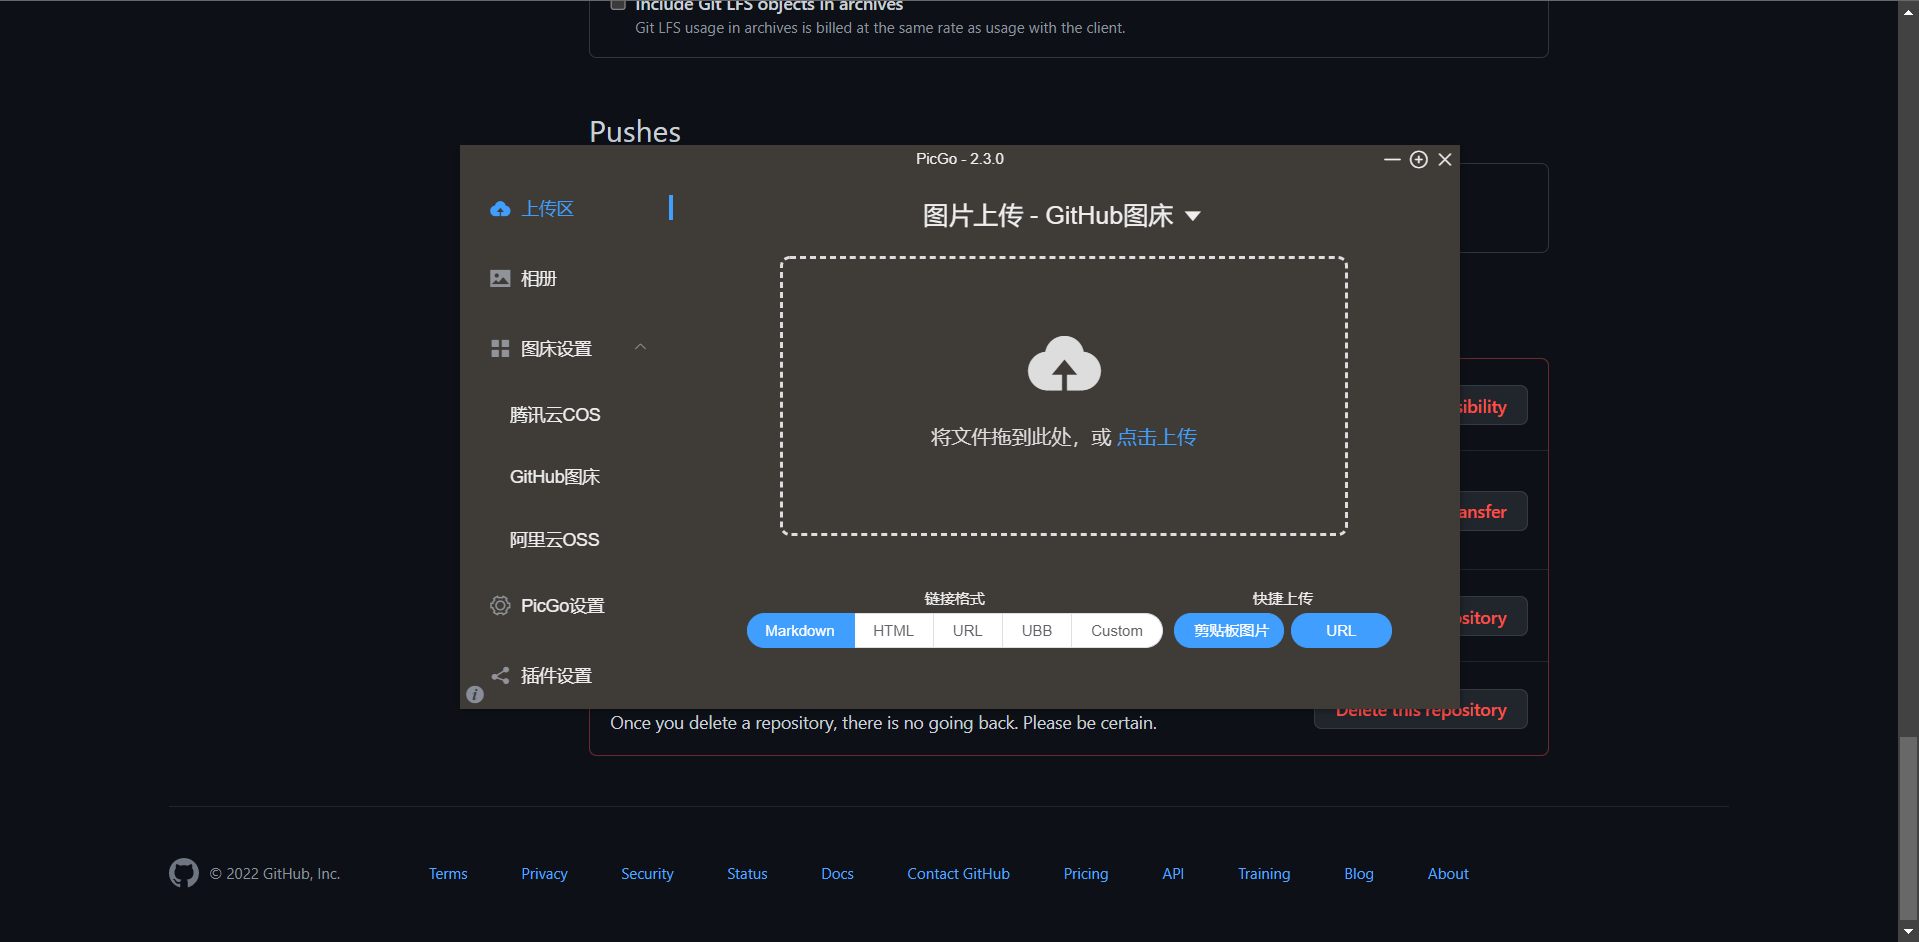 Include Git LFS objects in archives
Git LFS usage in archives is billed at the same rate as usage with the client.
Pushes
PicGo - 2.3.0
上传区
相册
图床设置
腾讯云COS
GitHub图床
阿里云OSS
PicGo设置
插件设置
图片上传 - GitHub图床
将文件拖到此处，或 点击上传
链接格式
快捷上传
Markdown HTML URL UBB Custom 剪贴板图片 URL
Delete this repository
Once you delete a repository, there is no going back. Please be certain.
© 2022 GitHub, Inc. Terms Privacy Security Status Docs Contact GitHub Pricing API Training Blog About